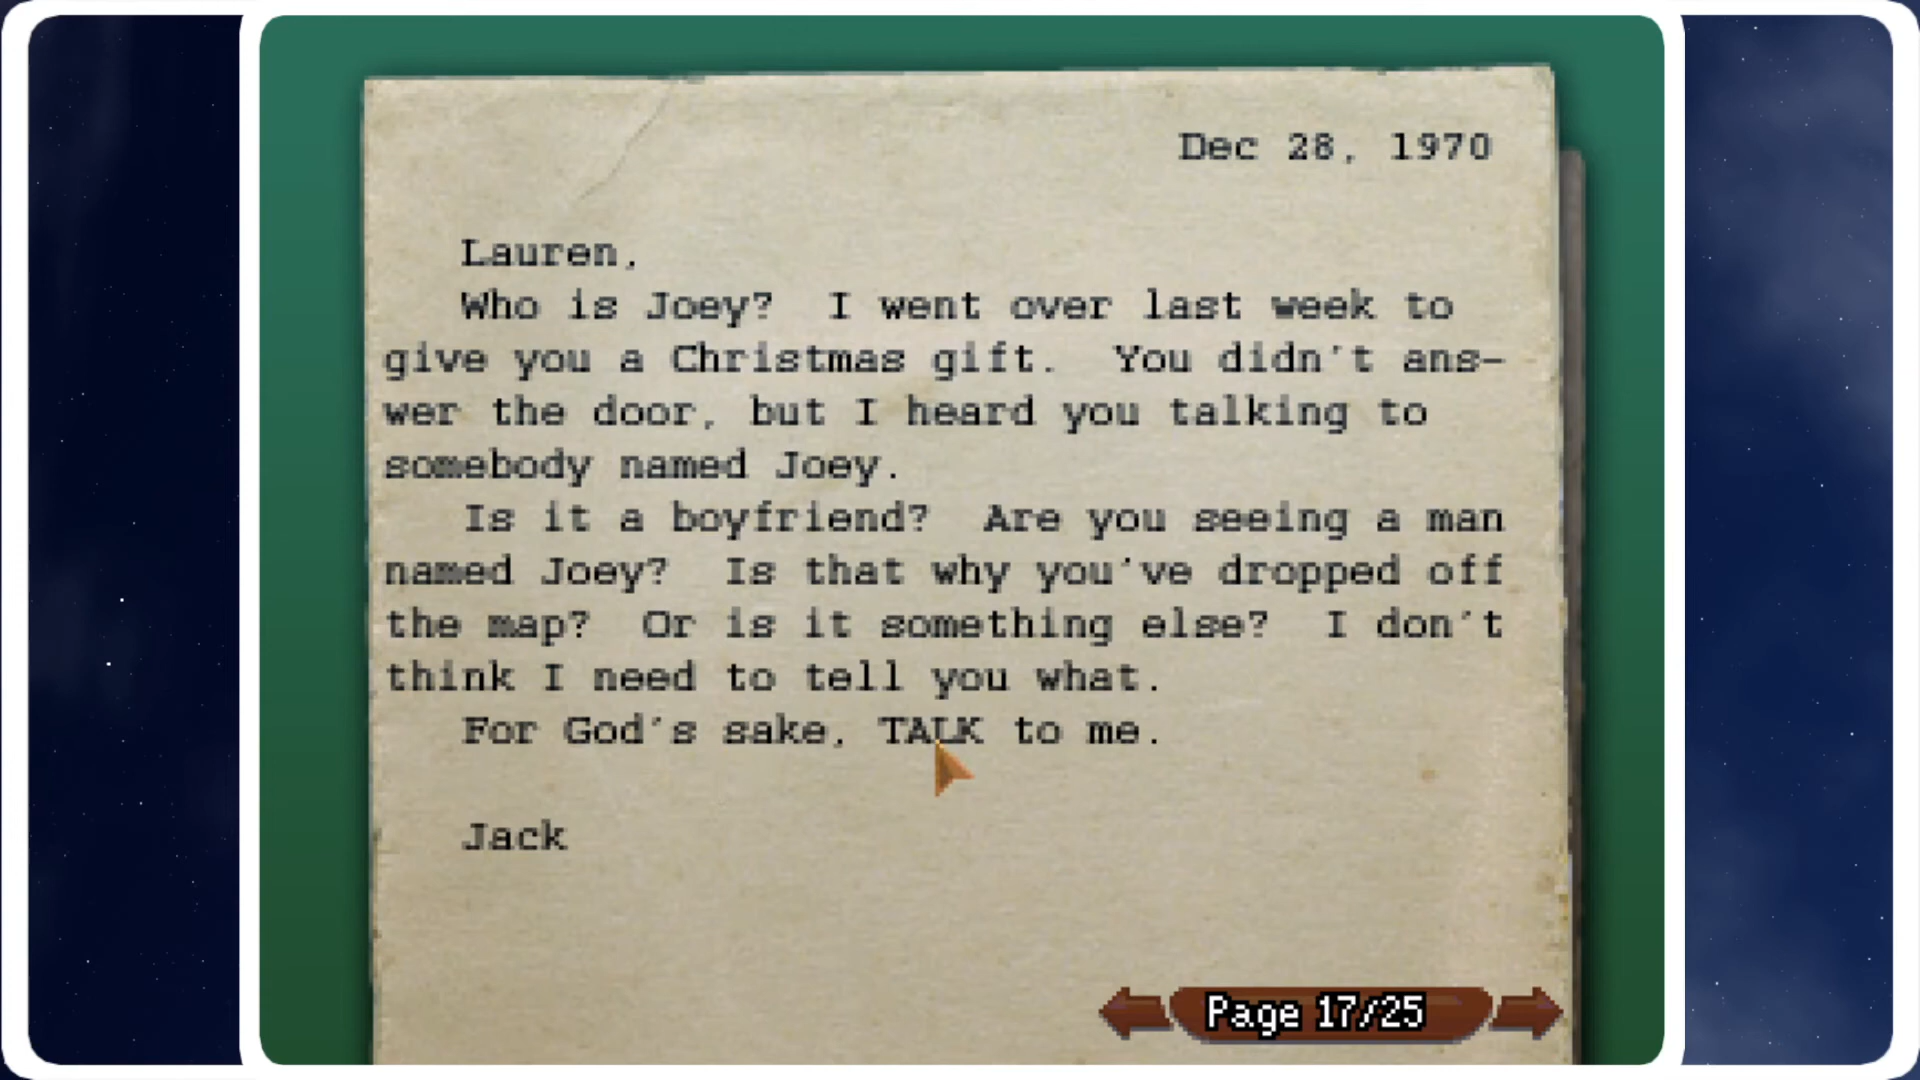 Dec 28, 1970
Lauren,
Who is Joey?  I went over last week to
give you a Christmas gift.  You didn't ans-
wer the door, but I heard you talking to
somebody named Joey.
Is it a boyfriend?  Are you seeing a man
named Joey?  Is that why you've dropped off
the map?  Or is it something else?  I don't
think I need to tell you what.
For God's sake, TALK to me.
Jack
Page 17/25